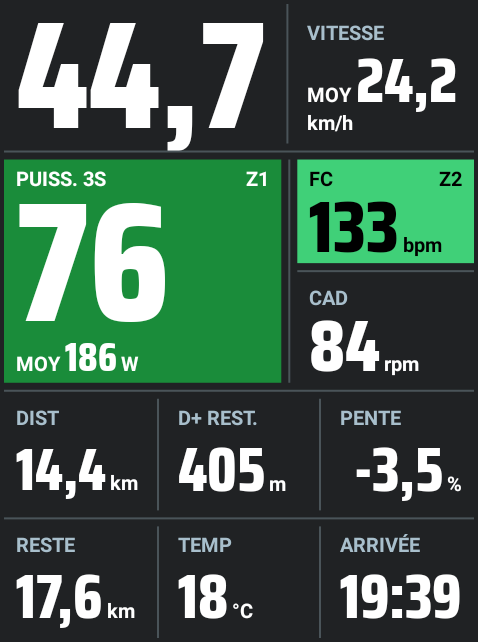 44,7
VITESSE
MOY 24,2
km/h
PUISS. 3S Z1
76
MOY 186 W
FC Z2
133 bpm
CAD
84 rpm
DIST D+ REST. PENTE
14,4 km 405 m -3,5 %
RESTE TEMP ARRIVÉE
17,6 km 18 °C 19:39